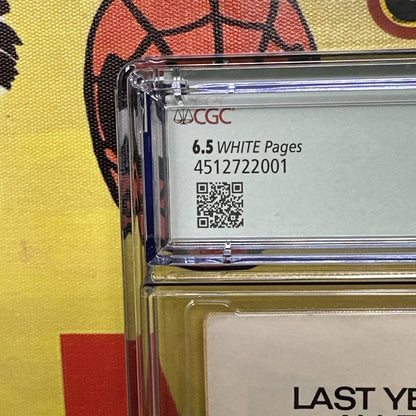 CGC
6.5 WHITE Pages
4512722001
LAST YE